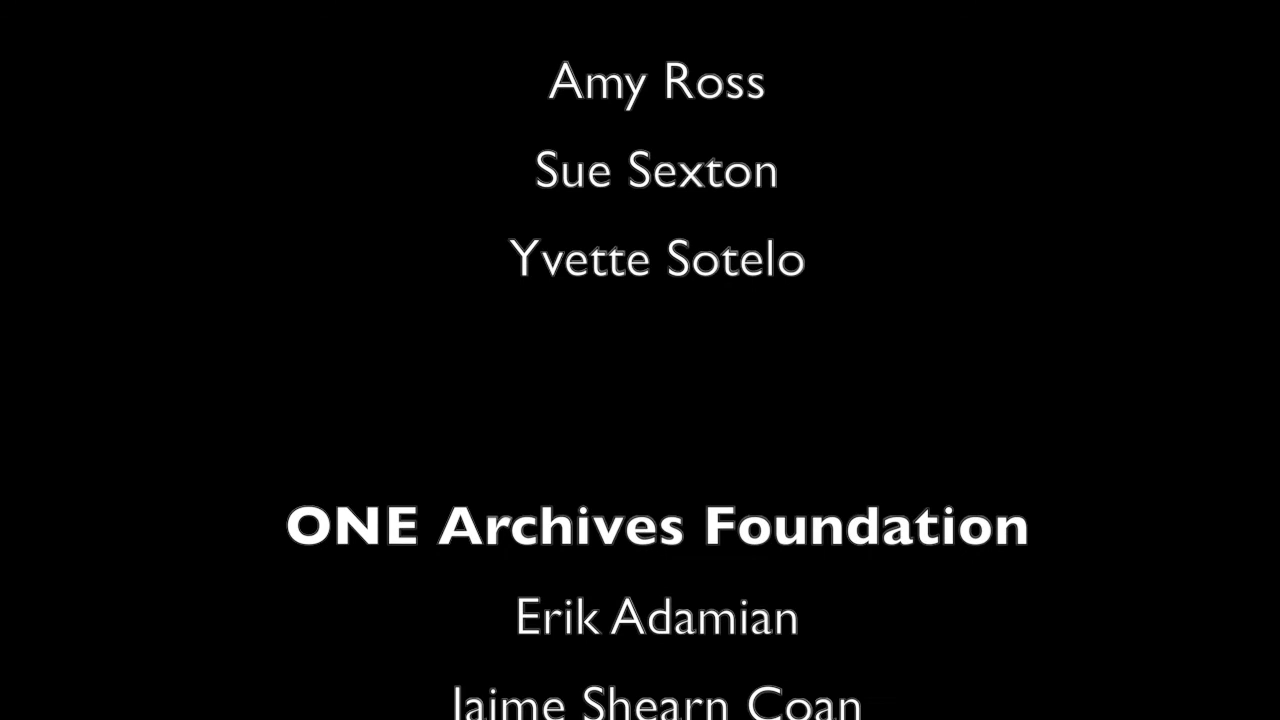 Amy Ross
Sue Sexton
Yvette Sotelo
ONE Archives Foundation
Erik Adamian
Jaime Shearn Coan